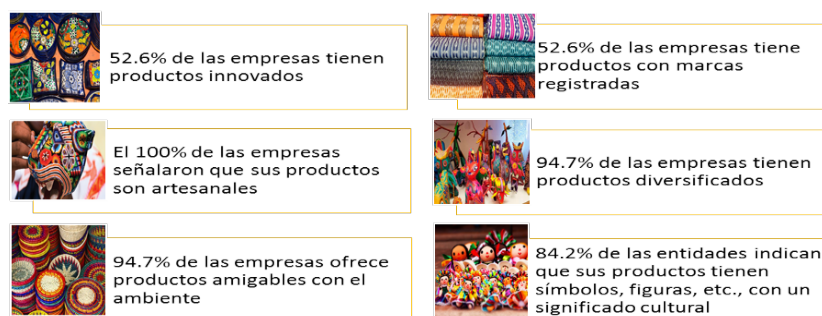 52.6% de las empresas tienen
productos innovados
52.6% de las empresas tiene
productos con marcas
registradas
El 100% de las empresas
señalaron que sus productos
son artesanales
94.7% de las empresas tienen
productos diversificados
94.7% de las empresas ofrece
productos amigables con el
ambiente
84.2% de las entidades indican
que sus productos tienen
símbolos, figuras, etc., con un
significado cultural